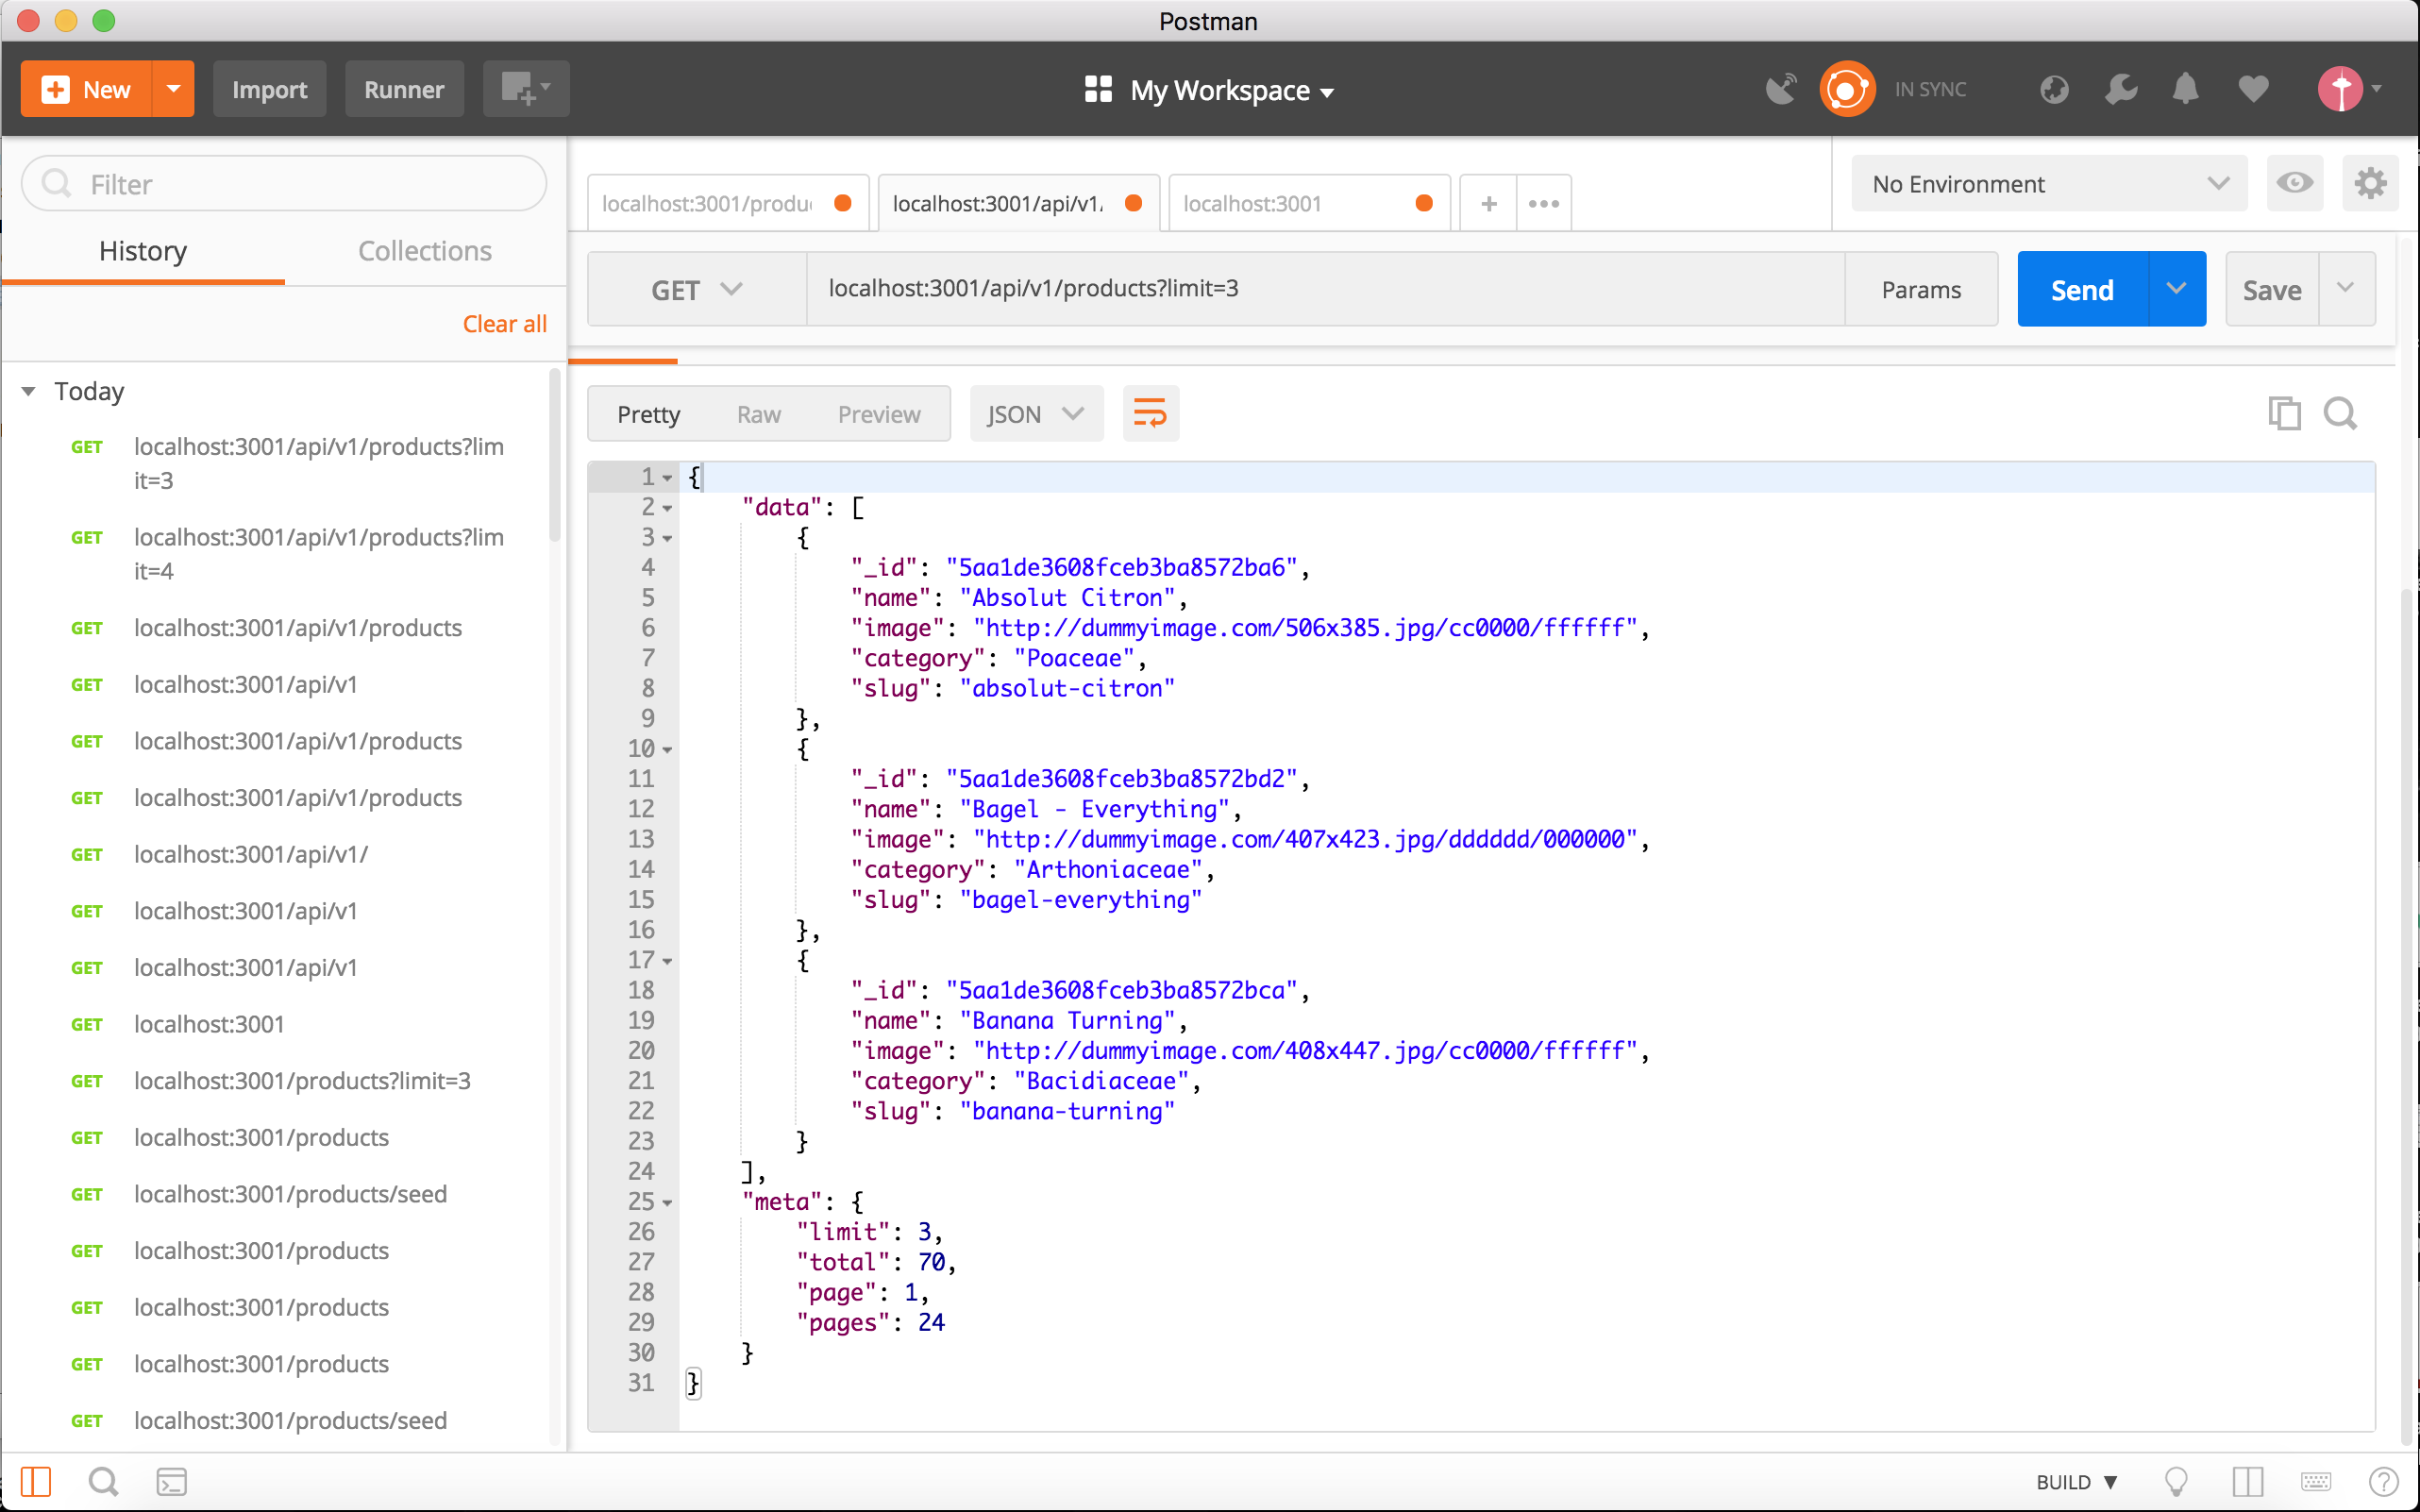 Postman
New
Import
Runner
My Workspace
IN SYNC
Filter
History
Collections
Clear all
Today
GET localhost:3001/api/v1/products?lim
it=3
GET localhost:3001/api/v1/products?lim
it=4
GET localhost:3001/api/v1/products
GET localhost:3001/api/v1
GET localhost:3001/api/v1/products
GET localhost:3001/api/v1/products
GET localhost:3001/api/v1/
GET localhost:3001/api/v1
GET localhost:3001/api/v1
GET localhost:3001
GET localhost:3001/products?limit=3
GET localhost:3001/products
GET localhost:3001/products/seed
GET localhost:3001/products
GET localhost:3001/products
GET localhost:3001/products
GET localhost:3001/products/seed
localhost:3001/produ
localhost:3001/api/v1
localhost:3001
No Environment
GET
localhost:3001/api/v1/products?limit=3
Params
Send
Save
Pretty
Raw
Preview
JSON
1 {
2 "data": [
3 {
4 "_id": "5aa1de3608fceb3ba8572ba6",
5 "name": "Absolut Citron",
6 "image": "http://dummyimage.com/506x385.jpg/cc0000/ffffff",
7 "category": "Poaceae",
8 "slug": "absolut-citron"
9 },
10 {
11 "_id": "5aa1de3608fceb3ba8572bd2",
12 "name": "Bagel - Everything",
13 "image": "http://dummyimage.com/407x423.jpg/dddddd/000000",
14 "category": "Arthoniaceae",
15 "slug": "bagel-everything"
16 },
17 {
18 "_id": "5aa1de3608fceb3ba8572bca",
19 "name": "Banana Turning",
20 "image": "http://dummyimage.com/408x447.jpg/cc0000/ffffff",
21 "category": "Bacidiaceae",
22 "slug": "banana-turning"
23 }
24 ],
25 "meta": {
26 "limit": 3,
27 "total": 70,
28 "page": 1,
29 "pages": 24
30 }
31 }
BUILD